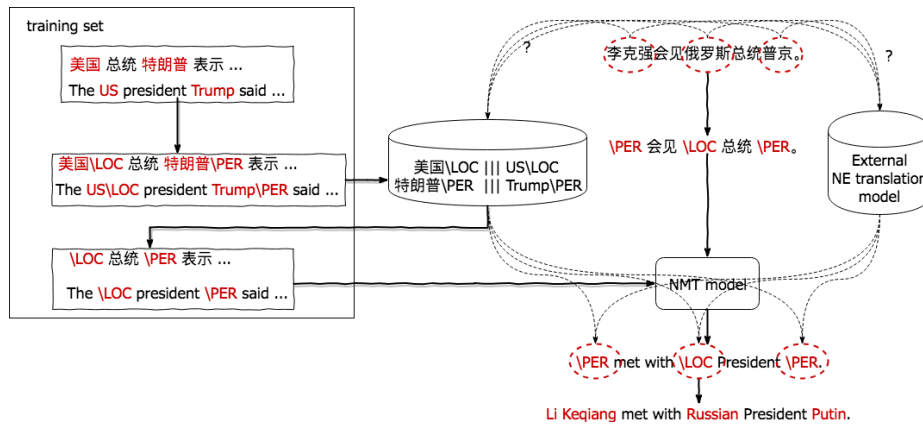 training set
美国 总统 特朗普 表示 ...
The US president Trump said ...
美国\LOC 总统 特朗普\PER 表示 ...
The US\LOC president Trump\PER said ...
\LOC 总统 \PER 表示 ...
The \LOC president \PER said ...
美国\LOC ||| US\LOC
特朗普\PER ||| Trump\PER
?
李克强会见俄罗斯总统普京。
?
\PER 会见 \LOC 总统 \PER。
External
NE translation
model
NMT model
\PER met with \LOC President \PER.
Li Keqiang met with Russian President Putin.